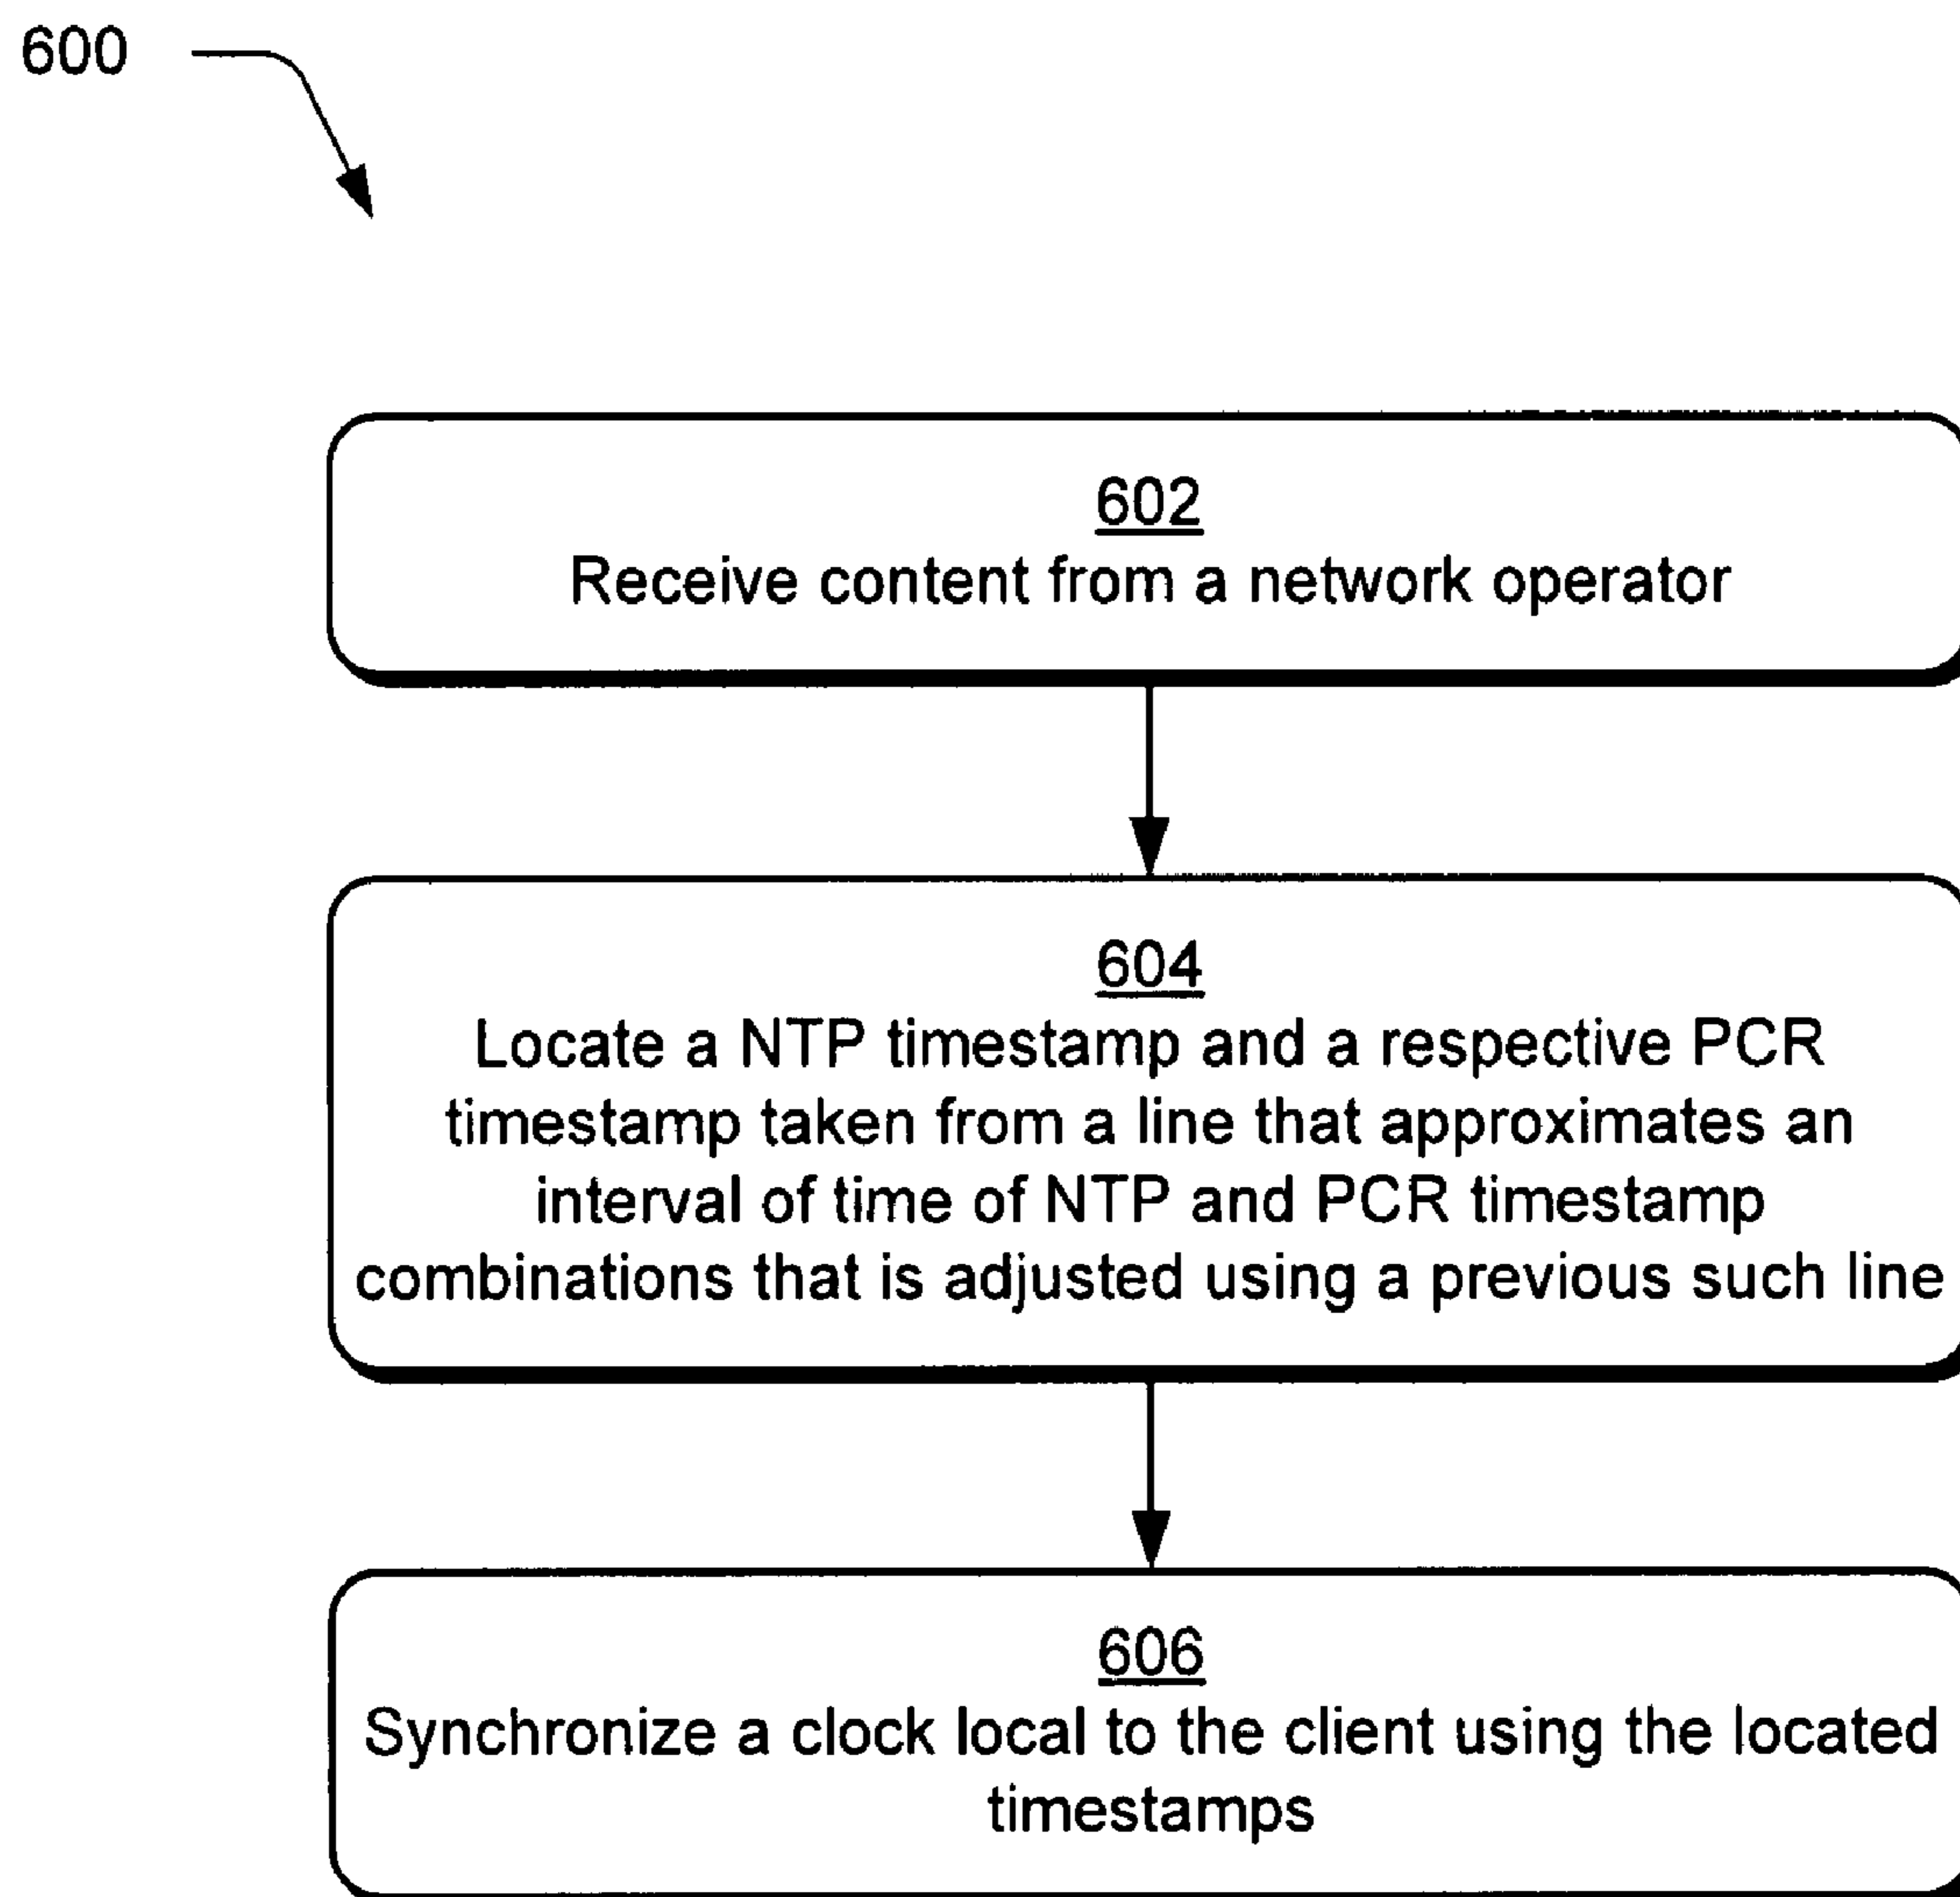 600
602
Receive content from a network operator
604
Locate a NTP timestamp and a respective PCR
timestamp taken from a line that approximates an
interval of time of NTP and PCR timestamp
combinations that is adjusted using a previous such line
606
Synchronize a clock local to the client using the located
timestamps